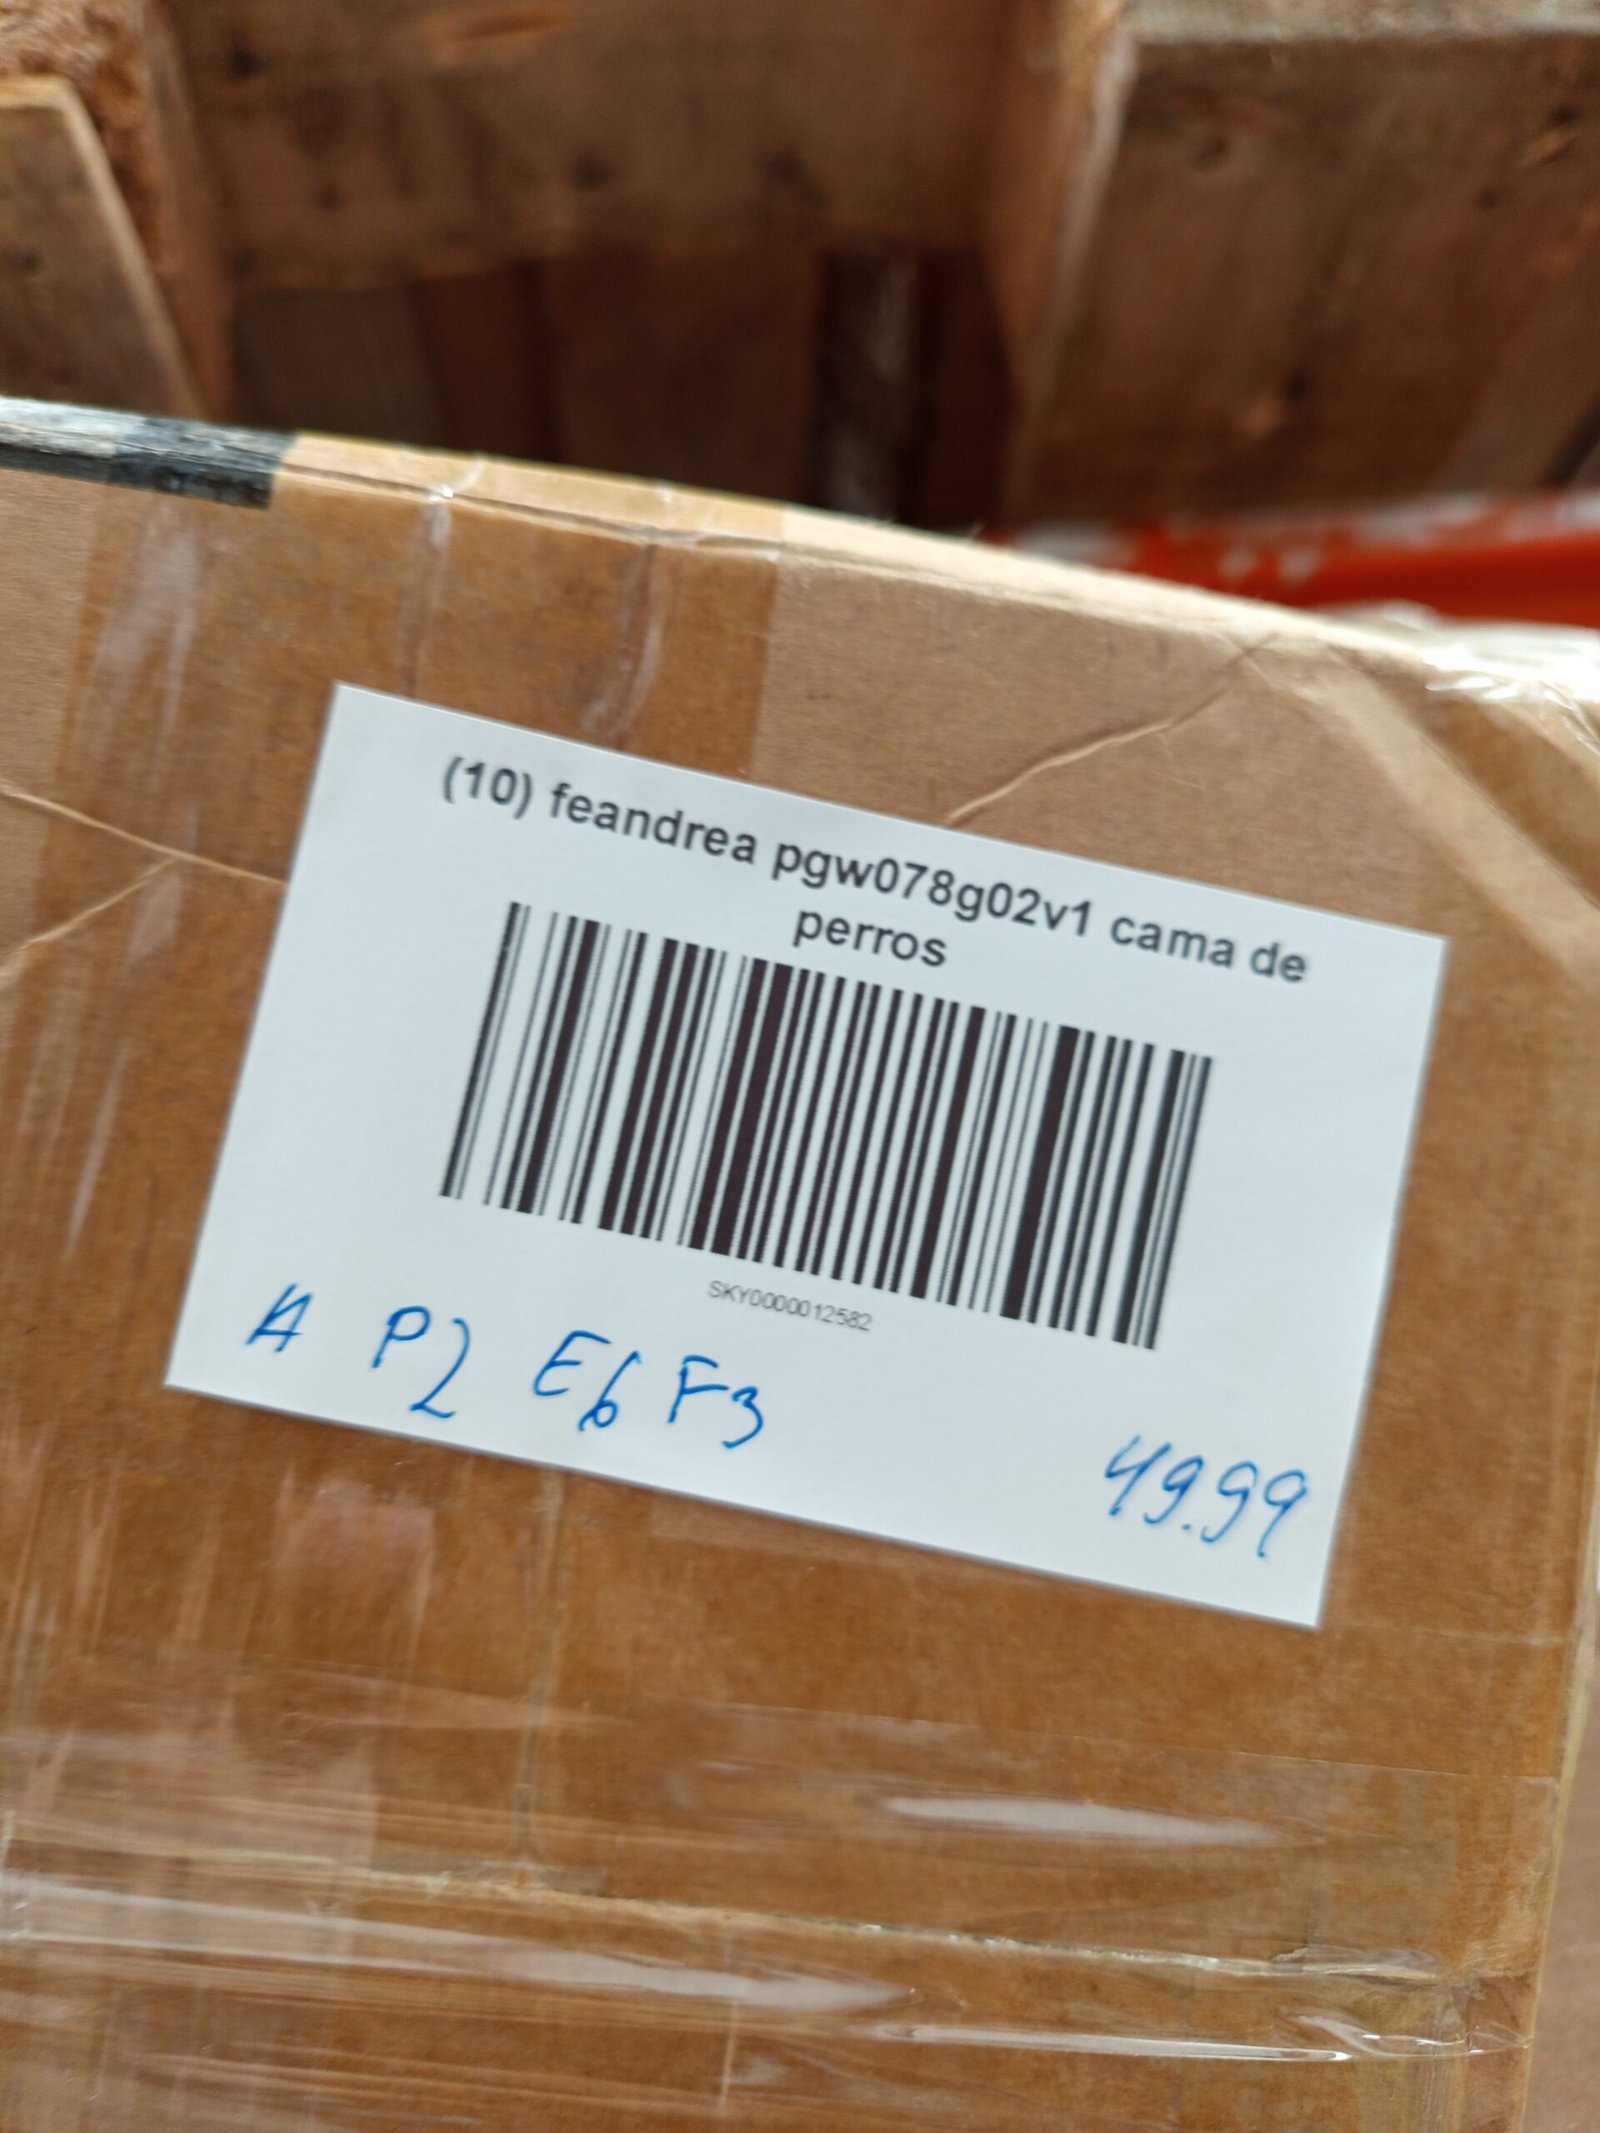 (10) feandrea pgw078g02v1 cama de
perros
SKY0000012582
A P2 E6 F3
49.99